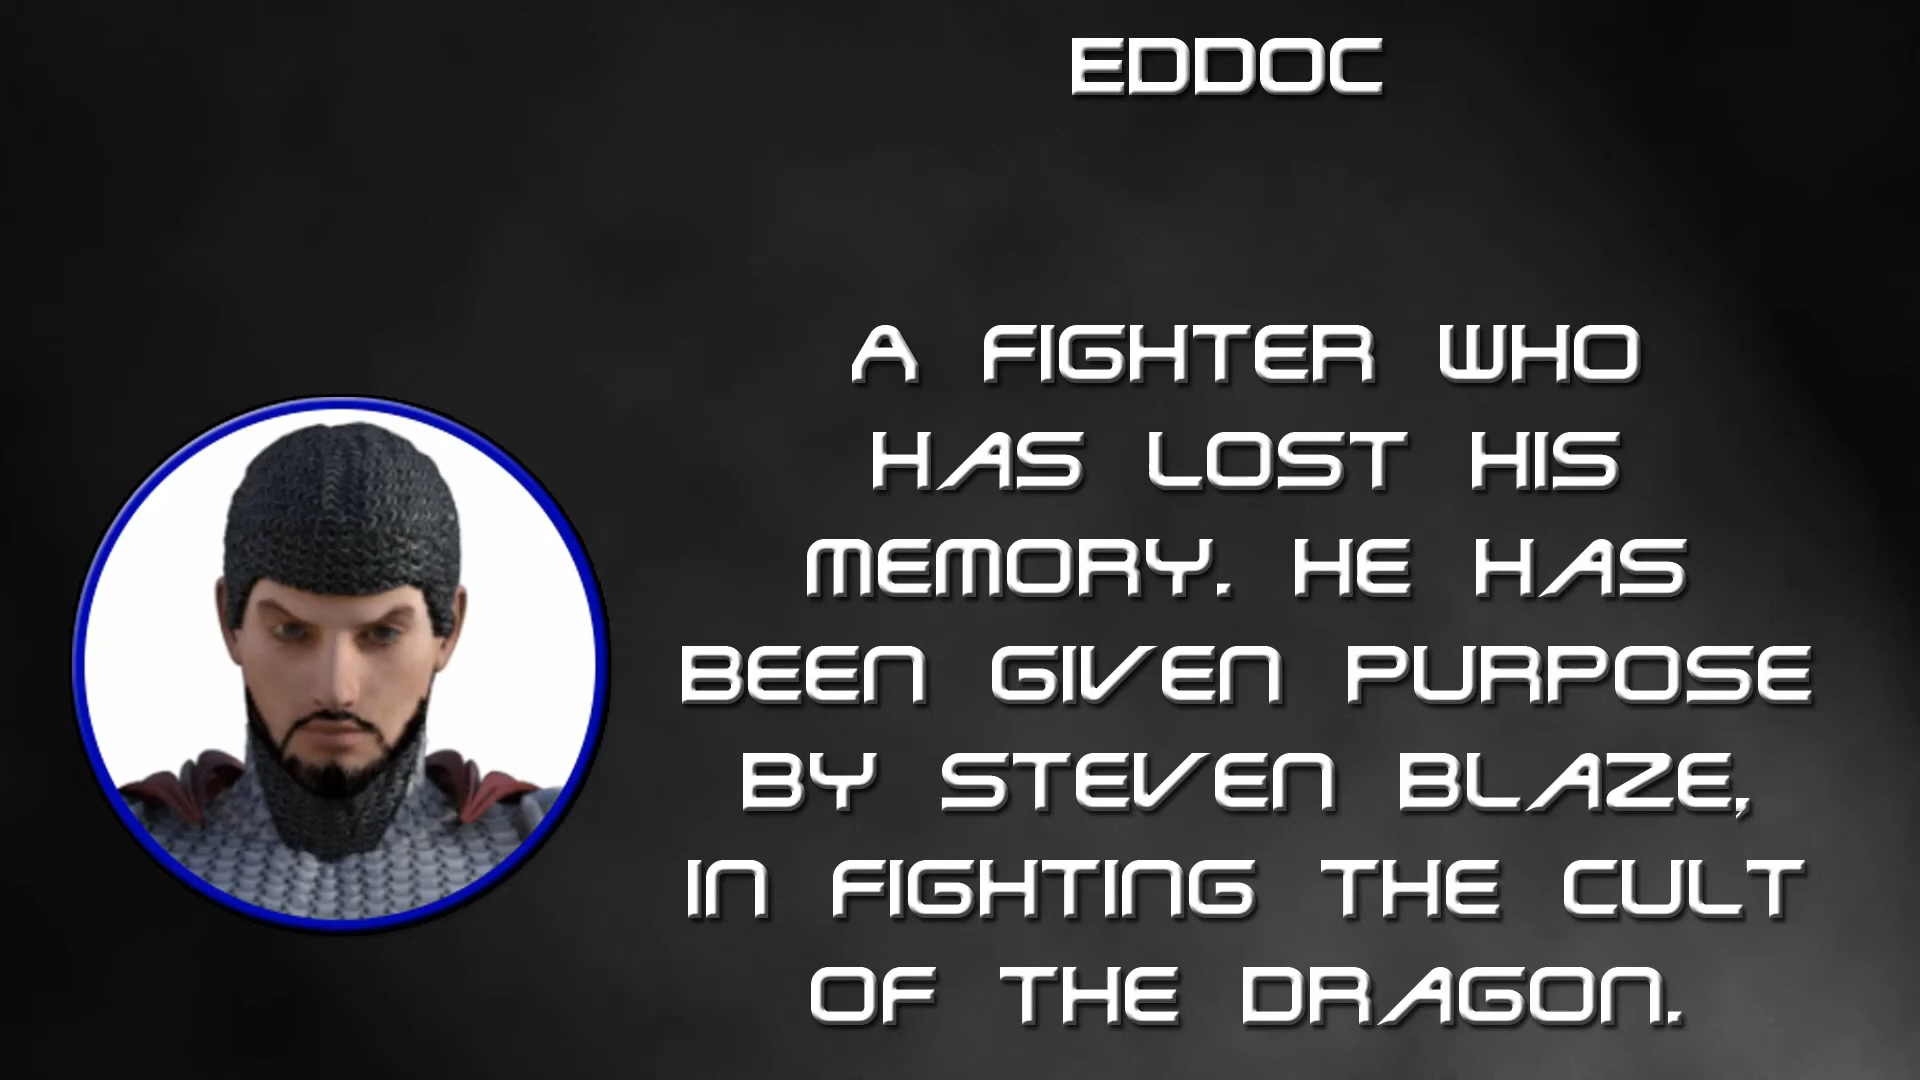 EDDOC
A FIGHTER WHO
HAS LOST HIS
MEMORY. HE HAS
BEEN GIVEN PURPOSE
BY STEVEN BLAZE,
IN FIGHTING THE CULT
OF THE DRAGON.